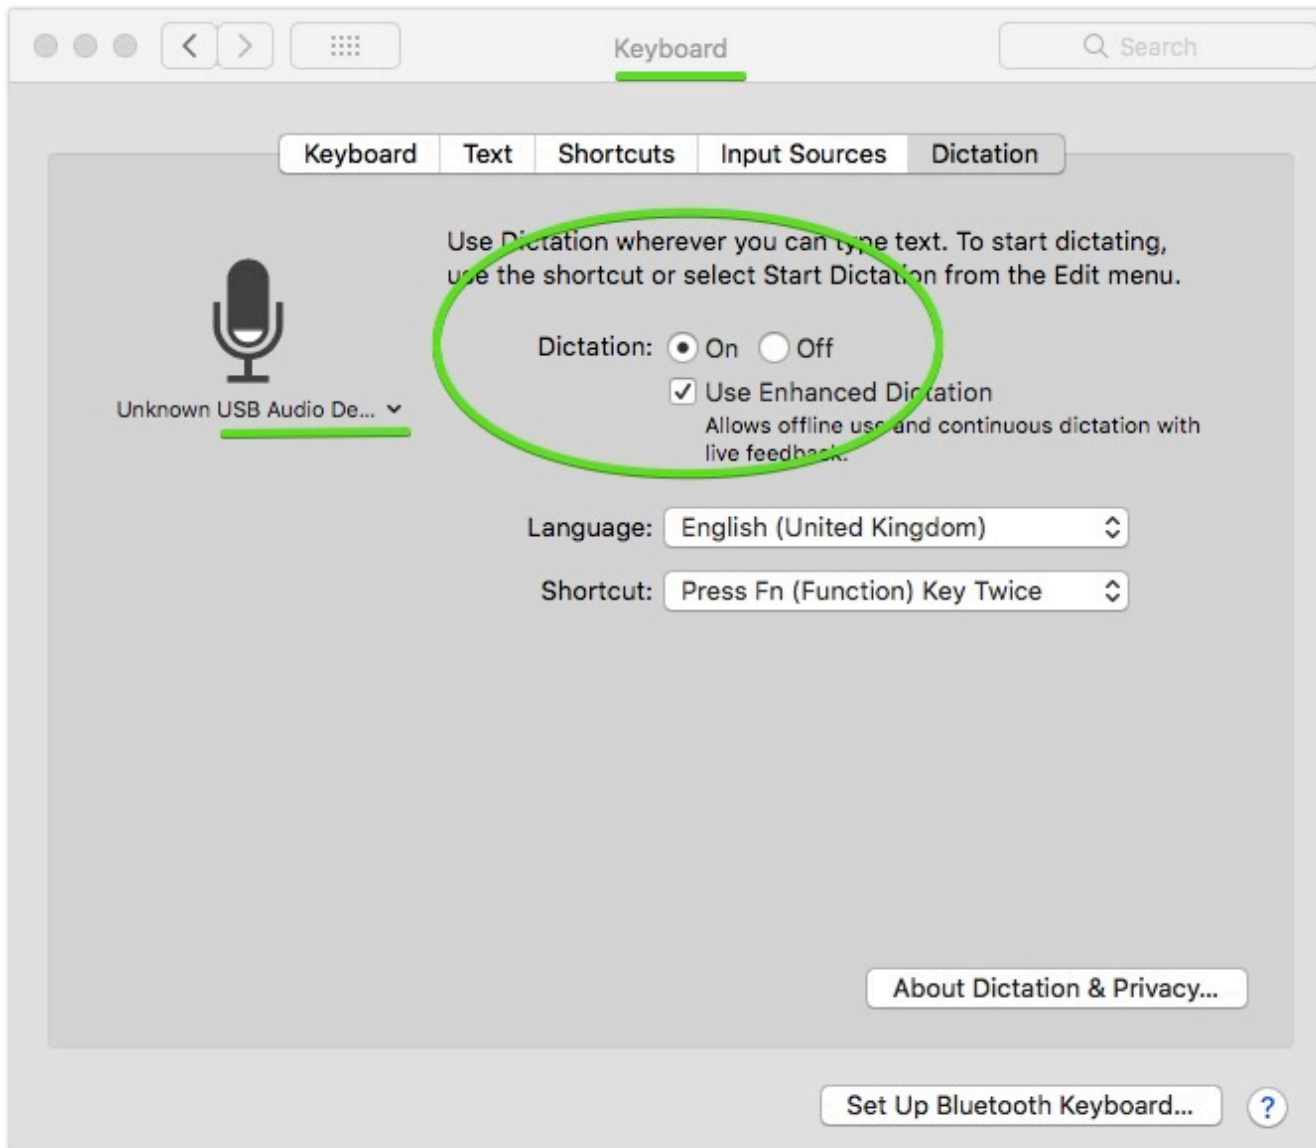 Keyboard
Search
Keyboard Text Shortcuts Input Sources Dictation
Use Dictation wherever you can type text. To start dictating,
use the shortcut or select Start Dictation from the Edit menu.
Dictation: On Off
Unknown USB Audio De...
Use Enhanced Dictation
Allows offline use and continuous dictation with
live feedback.
Language: English (United Kingdom)
Shortcut: Press Fn (Function) Key Twice
About Dictation & Privacy...
Set Up Bluetooth Keyboard... ?